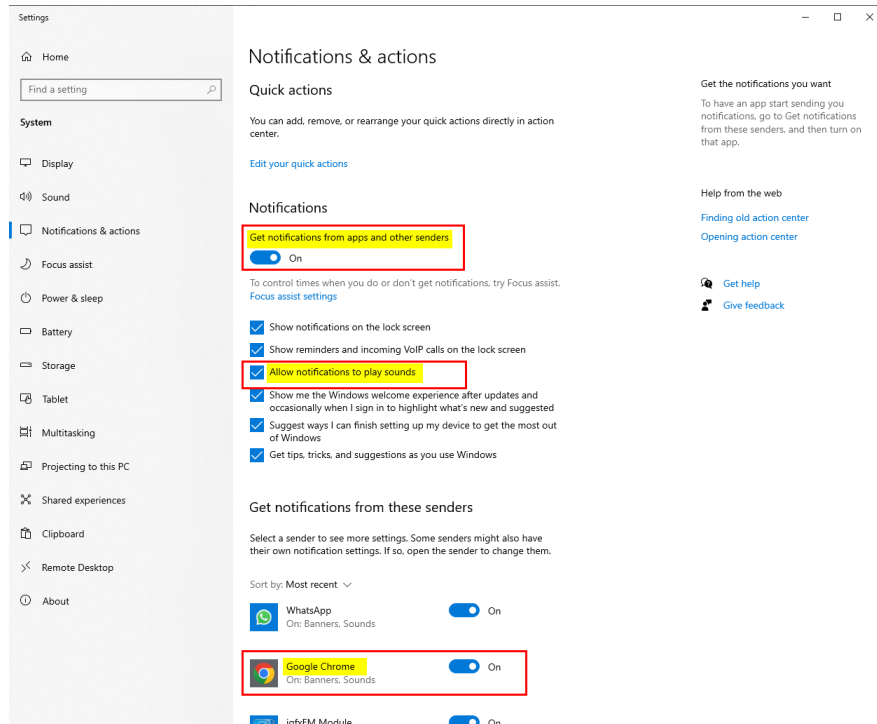 Settings
Home
Find a setting
System
Display
Sound
Notifications & actions
Focus assist
Power & sleep
Battery
Storage
Tablet
Multitasking
Projecting to this PC
Shared experiences
Clipboard
Remote Desktop
About
Notifications & actions
Quick actions
You can add, remove, or rearrange your quick actions directly in action
center.
Edit your quick actions
Notifications
Get notifications from apps and other senders
On
To control times when you do or don't get notifications, try Focus assist.
Focus assist settings
Show notifications on the lock screen
Show reminders and incoming VoIP calls on the lock screen
Allow notifications to play sounds
Show me the Windows welcome experience after updates and
occasionally when I sign in to highlight what's new and suggested
Suggest ways I can finish setting up my device to get the most out
of Windows
Get tips, tricks, and suggestions as you use Windows
Get notifications from these senders
Select a sender to see more settings. Some senders might also have
their own notification settings. If so, open the sender to change them.
Sort by: Most recent
WhatsApp
On
On: Banners, Sounds
Google Chrome
On
On: Banners, Sounds
igfxEM Module
On
Get the notifications you want
To have an app start sending you
notifications, go to Get notifications
from these senders, and then turn on
that app.
Help from the web
Finding old action center
Opening action center
Get help
Give feedback